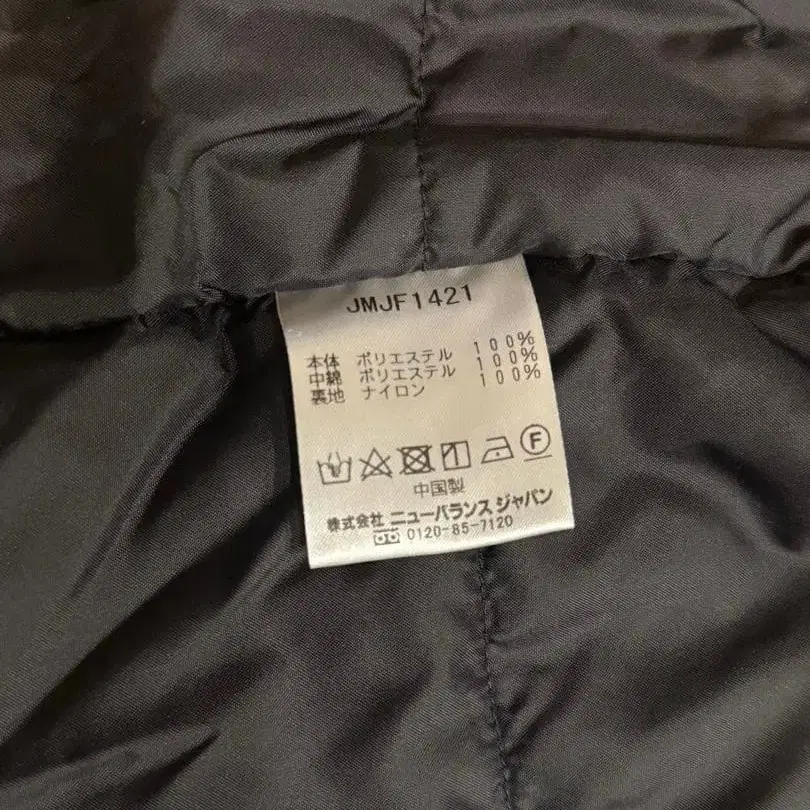 JMJF1421
本体 ポリエステル 100%
中綿 ポリエステル 100%
裏地 ナイロン 100%
F
中国製
株式会社 ニューバランス ジャパン
0120-85-7120